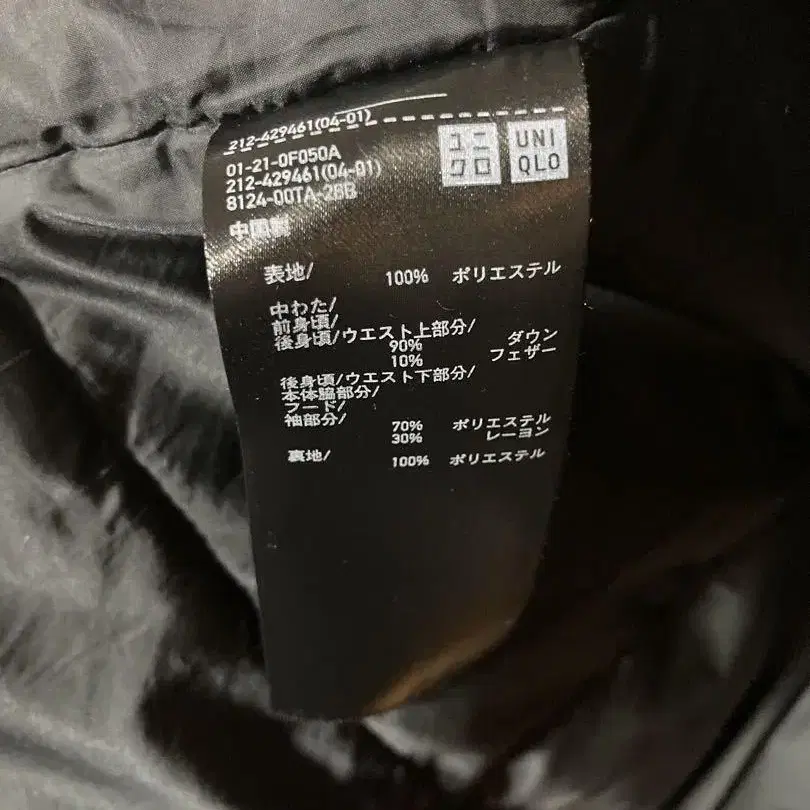 212-429461(04-01)
ユニクロ
UNIQLO
01-21-0F050A
212-429461(04-01)
8124-00TA-26B
中国製
表地/ 100% ポリエステル
中わた/
前身頃/
後身頃/ウエスト上部分/
90% ダウン
10% フェザー
後身頃/ウエスト下部分/
本体脇部分/
フード/
袖部分/ 70% ポリエステル
30% レーヨン
裏地/ 100% ポリエステル